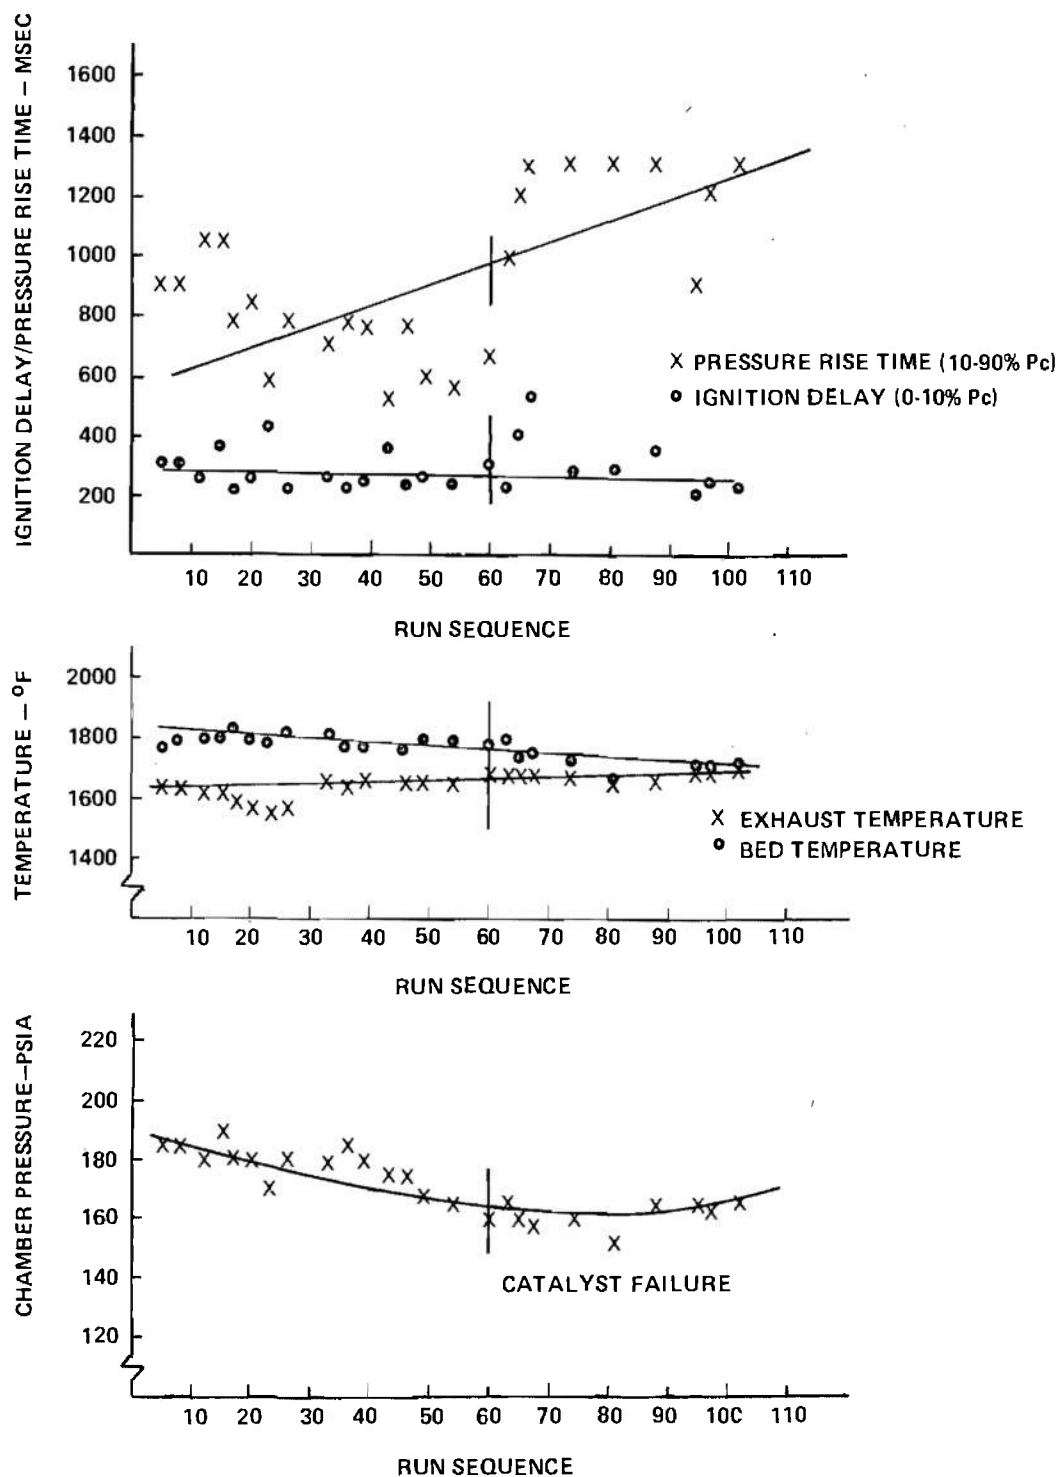 IGNITION DELAY/PRESSURE RISE TIME – MSEC
1600
1400
1200
1000
800
600
400
200
X PRESSURE RISE TIME (10-90% Pc)
o IGNITION DELAY (0-10% Pc)
10 20 30 40 50 60 70 80 90 100 110
RUN SEQUENCE
TEMPERATURE – °F
2000
1800
1600
1400
X EXHAUST TEMPERATURE
o BED TEMPERATURE
10 20 30 40 50 60 70 80 90 100 110
RUN SEQUENCE
CHAMBER PRESSURE–PSIA
220
200
180
160
140
120
CATALYST FAILURE
10 20 30 40 50 60 70 80 90 100 110
RUN SEQUENCE